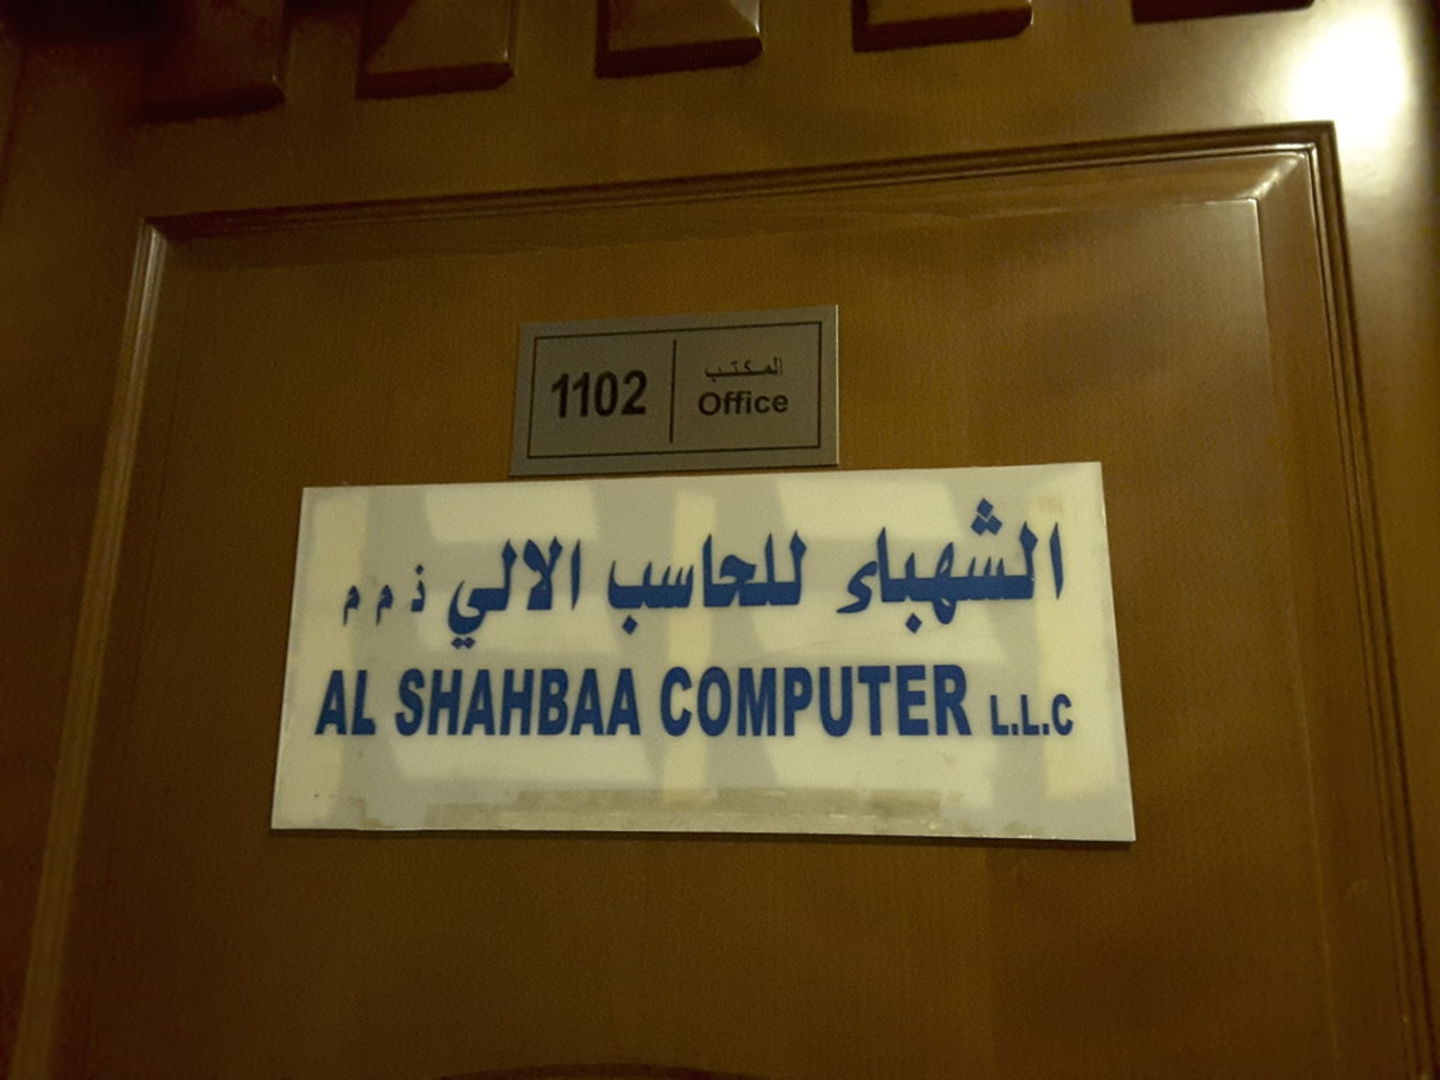 1102
المكتب
Office
الشهباء للحاسب الالي ذ م م
AL SHAHBAA COMPUTER L.L.C